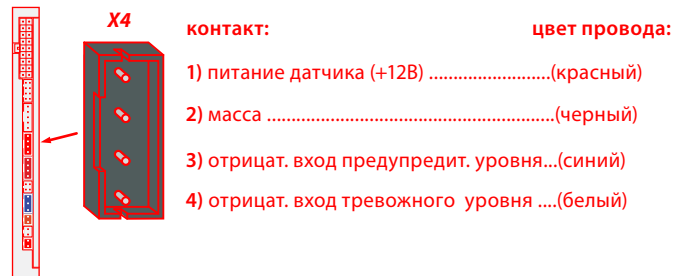 X4
контакт: цвет провода:
1) питание датчика (+12В) .........................(красный)
2) масса ...........................................................(черный)
3) отрицат. вход предупредит. уровня...(синий)
4) отрицат. вход тревожного уровня ....(белый)